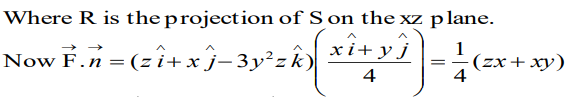 Where R is the projection of S on the xz plane.
Now F⃗.n⃗ = (z î + x ĵ − 3y²z k̂) ( (x î + y ĵ) / 4 ) = 1/4 (zx + xy)